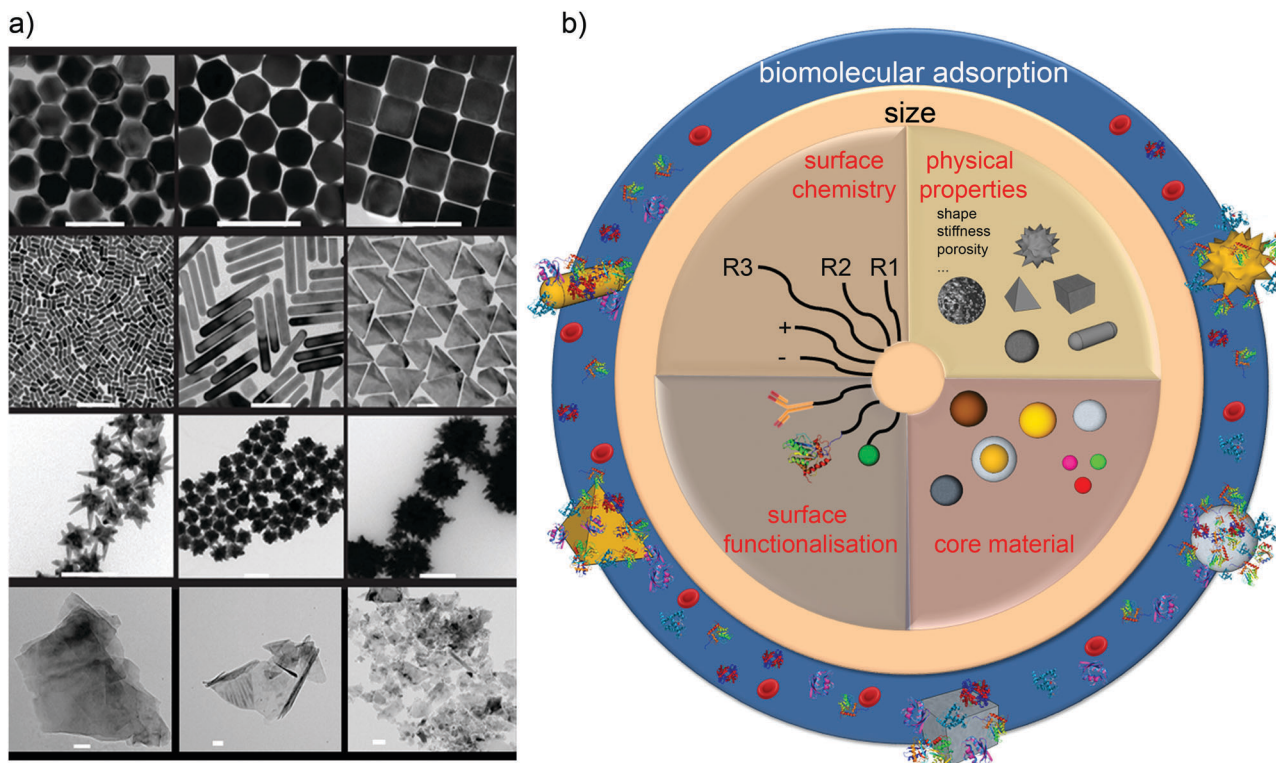 a)
b)
biomolecular adsorption
size
surface
chemistry
physical
properties
shape
stiffness
porosity
...
R3
R2
R1
+
-
surface
functionalisation
core material